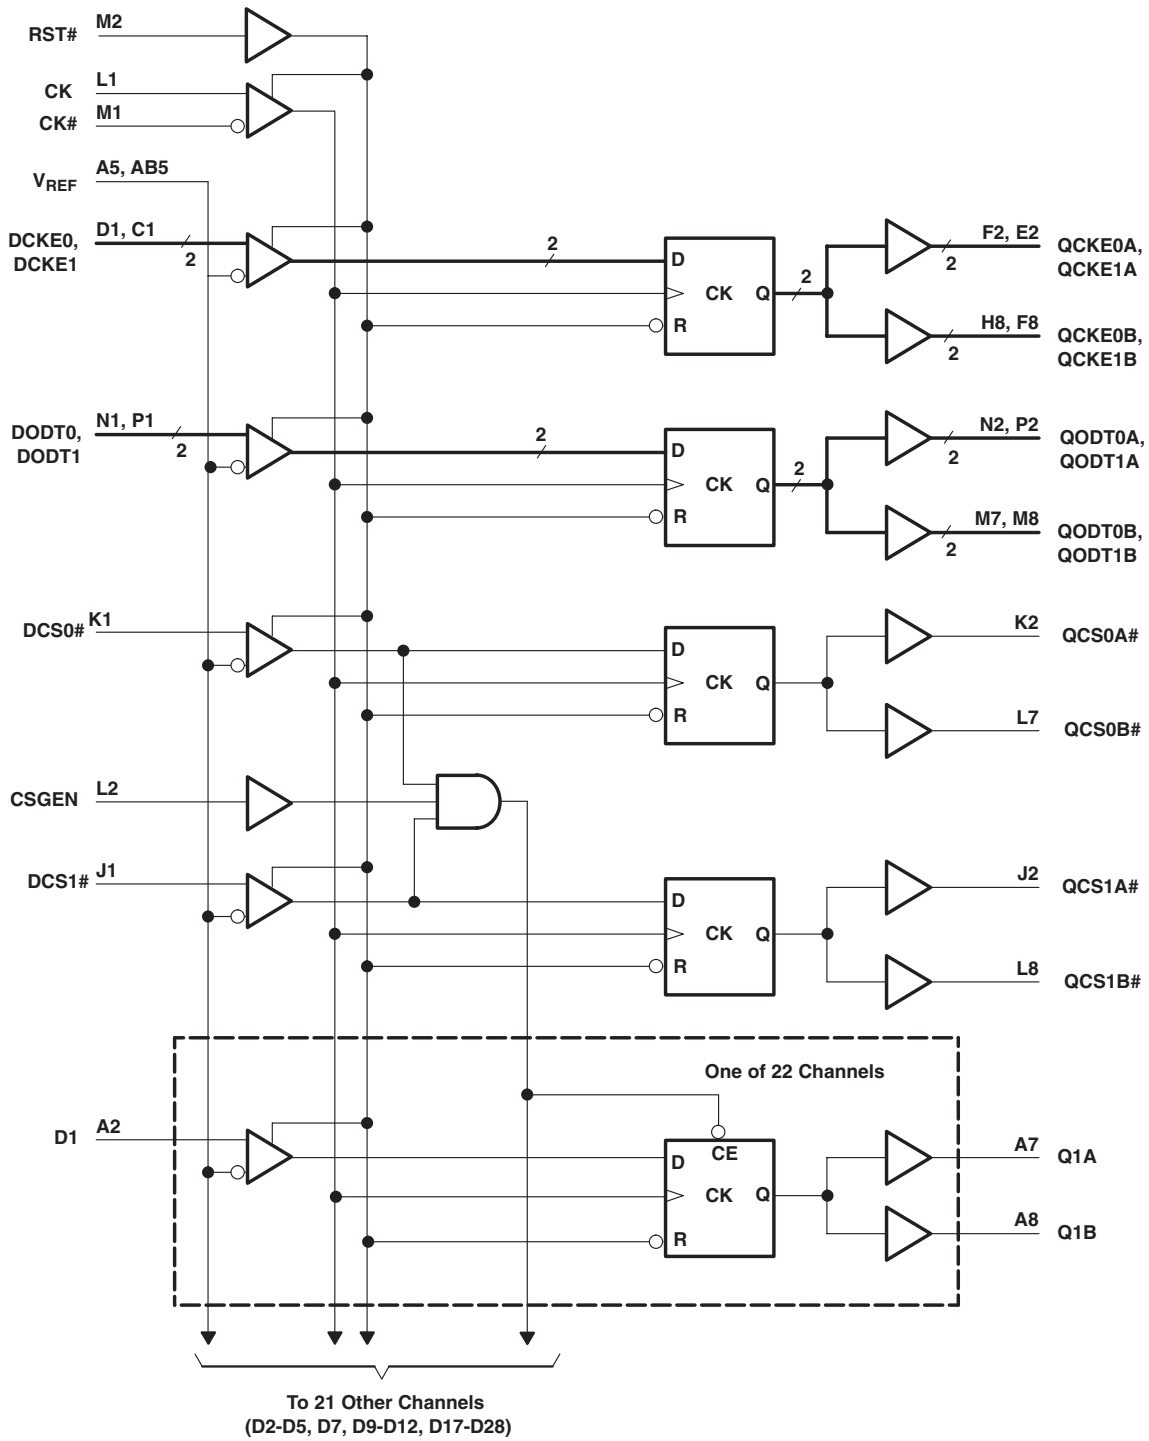 RST# M2
CK L1
CK# M1
VREF A5, AB5
DCKE0, DCKE1 D1, C1 2
2
D
CK Q
R
2
F2, E2 2 QCKE0A, QCKE1A
H8, F8 2 QCKE0B, QCKE1B
DODT0, DODT1 N1, P1 2
2
D
CK Q
R
2
N2, P2 2 QODT0A, QODT1A
M7, M8 2 QODT0B, QODT1B
DCS0# K1
D
CK Q
R
K2 QCS0A#
L7 QCS0B#
CSGEN L2
DCS1# J1
D
CK Q
R
J2 QCS1A#
L8 QCS1B#
One of 22 Channels
D1 A2
CE
D
CK Q
R
A7 Q1A
A8 Q1B
To 21 Other Channels
(D2-D5, D7, D9-D12, D17-D28)